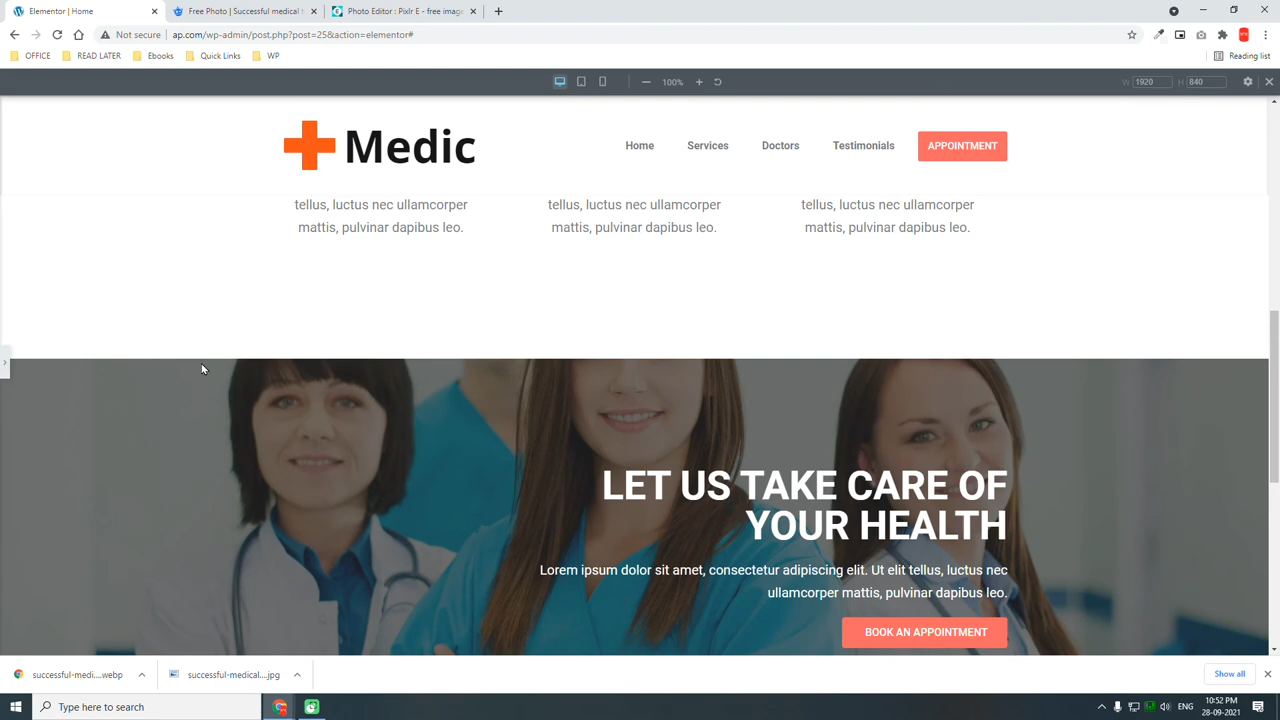 Elementor | Home
Free Photo | Successful medical t
Photo Editor : Pixlr E - free imag
Not secure
ap.com/wp-admin/post.php?post=25&action=elementor#
OFFICE
READ LATER
Ebooks
Quick Links
WP
Reading list
100%
W 1920
H 840
Medic
Home
Services
Doctors
Testimonials
APPOINTMENT
tellus, luctus nec ullamcorper
mattis, pulvinar dapibus leo.
tellus, luctus nec ullamcorper
mattis, pulvinar dapibus leo.
tellus, luctus nec ullamcorper
mattis, pulvinar dapibus leo.
LET US TAKE CARE OF
YOUR HEALTH
Lorem ipsum dolor sit amet, consectetur adipiscing elit. Ut elit tellus, luctus nec
ullamcorper mattis, pulvinar dapibus leo.
BOOK AN APPOINTMENT
successful-medi....webp
successful-medical....jpg
Show all
Type here to search
ENG
10:52 PM
28-09-2021